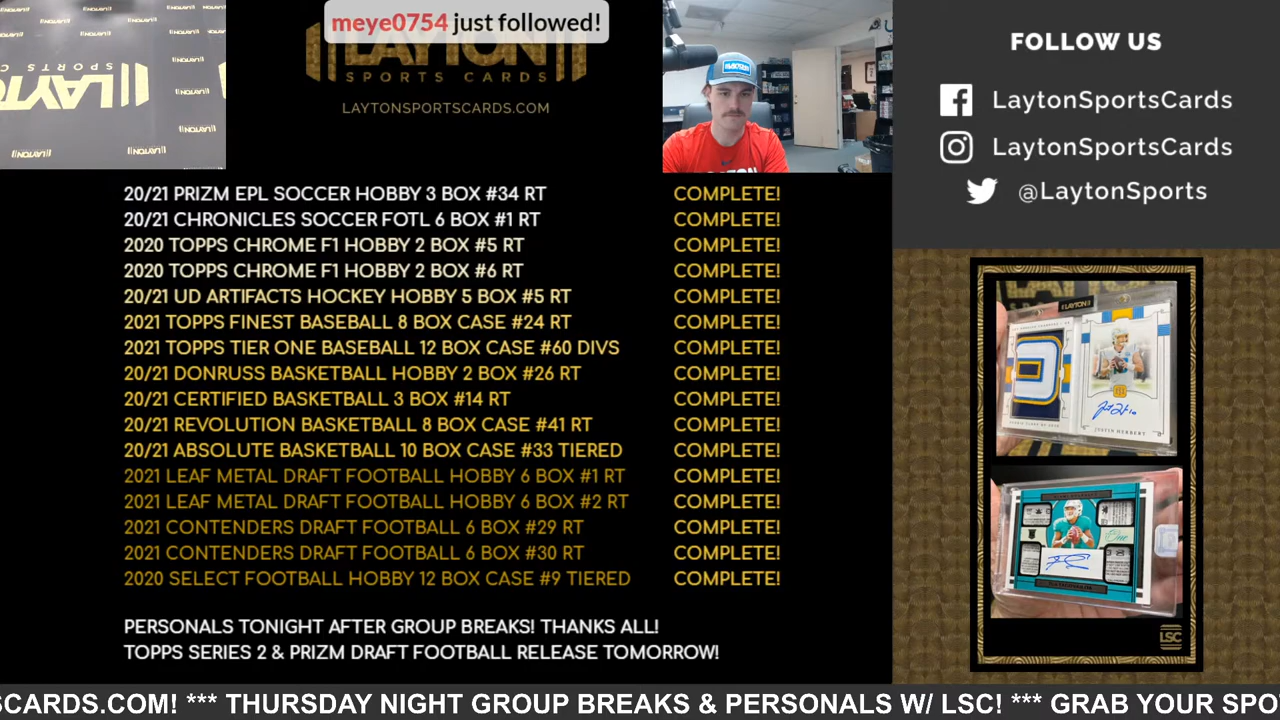 meye0754 just followed!
LAYTON
SPORTS CARDS
LAYTONSPORTSCARDS.COM
FOLLOW US
LaytonSportsCards
LaytonSportsCards
@LaytonSports
20/21 PRIZM EPL SOCCER HOBBY 3 BOX #34 RT COMPLETE!
20/21 CHRONICLES SOCCER FOTL 6 BOX #1 RT COMPLETE!
2020 TOPPS CHROME F1 HOBBY 2 BOX #5 RT COMPLETE!
2020 TOPPS CHROME F1 HOBBY 2 BOX #6 RT COMPLETE!
20/21 UD ARTIFACTS HOCKEY HOBBY 5 BOX #5 RT COMPLETE!
2021 TOPPS FINEST BASEBALL 8 BOX CASE #24 RT COMPLETE!
2021 TOPPS TIER ONE BASEBALL 12 BOX CASE #60 DIVS COMPLETE!
20/21 DONRUSS BASKETBALL HOBBY 2 BOX #26 RT COMPLETE!
20/21 CERTIFIED BASKETBALL 3 BOX #14 RT COMPLETE!
20/21 REVOLUTION BASKETBALL 8 BOX CASE #41 RT COMPLETE!
20/21 ABSOLUTE BASKETBALL 10 BOX CASE #33 TIERED COMPLETE!
2021 LEAF METAL DRAFT FOOTBALL HOBBY 6 BOX #1 RT COMPLETE!
2021 LEAF METAL DRAFT FOOTBALL HOBBY 6 BOX #2 RT COMPLETE!
2021 CONTENDERS DRAFT FOOTBALL 6 BOX #29 RT COMPLETE!
2021 CONTENDERS DRAFT FOOTBALL 6 BOX #30 RT COMPLETE!
2020 SELECT FOOTBALL HOBBY 12 BOX CASE #9 TIERED COMPLETE!
PERSONALS TONIGHT AFTER GROUP BREAKS! THANKS ALL!
TOPPS SERIES 2 & PRIZM DRAFT FOOTBALL RELEASE TOMORROW!
LAYTON
JUSTIN HERBERT
One
LSC
SCARDS.COM! *** THURSDAY NIGHT GROUP BREAKS & PERSONALS W/ LSC! *** GRAB YOUR SPO